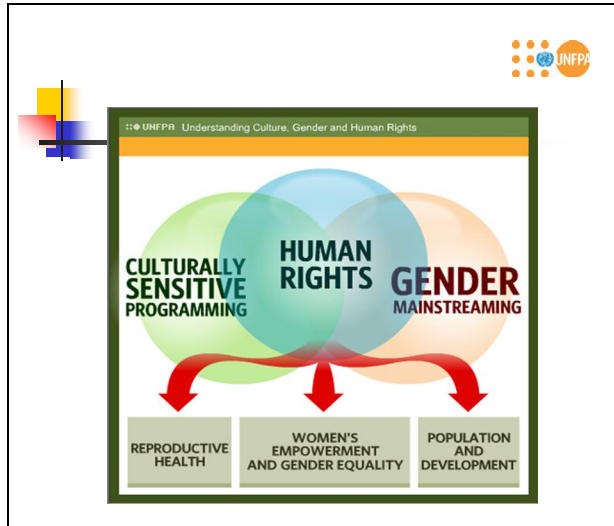 UNFPA
UNFPA Understanding Culture, Gender and Human Rights
CULTURALLY
SENSITIVE
PROGRAMMING
HUMAN
RIGHTS
GENDER
MAINSTREAMING
REPRODUCTIVE
HEALTH
WOMEN'S
EMPOWERMENT
AND GENDER EQUALITY
POPULATION
AND
DEVELOPMENT